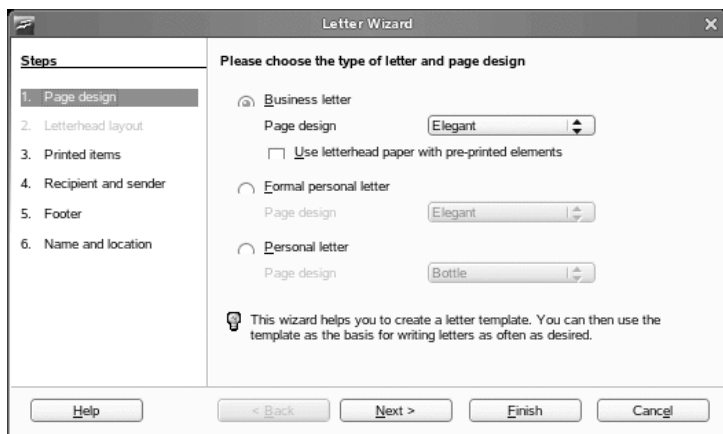 Letter Wizard
Steps
1. Page design
2. Letterhead layout
3. Printed items
4. Recipient and sender
5. Footer
6. Name and location
Please choose the type of letter and page design
Business letter
Page design Elegant
Use letterhead paper with pre-printed elements
Formal personal letter
Page design Elegant
Personal letter
Page design Bottle
This wizard helps you to create a letter template. You can then use the
template as the basis for writing letters as often as desired.
Help < Back Next > Finish Cancel